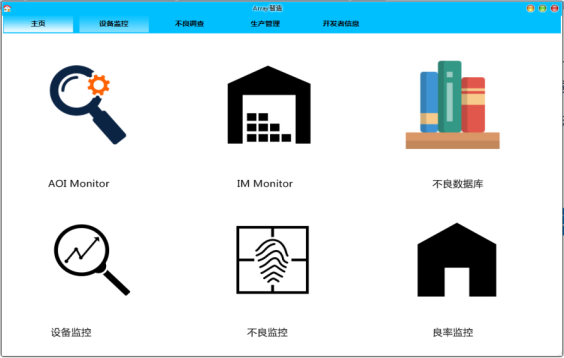 Array智造
主页 设备监控 不良调查 生产管理 开发者信息
AOI Monitor IM Monitor 不良数据库
设备监控 不良监控 良率监控